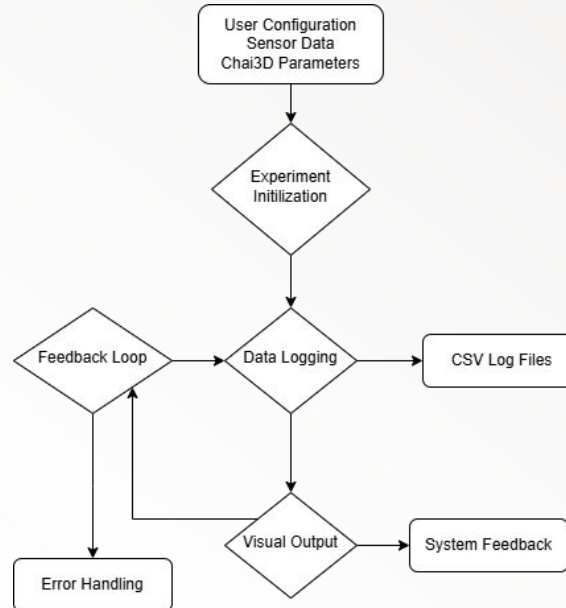 User Configuration
Sensor Data
Chai3D Parameters
Experiment
Initilization
Feedback Loop
Data Logging
CSV Log Files
Visual Output
System Feedback
Error Handling